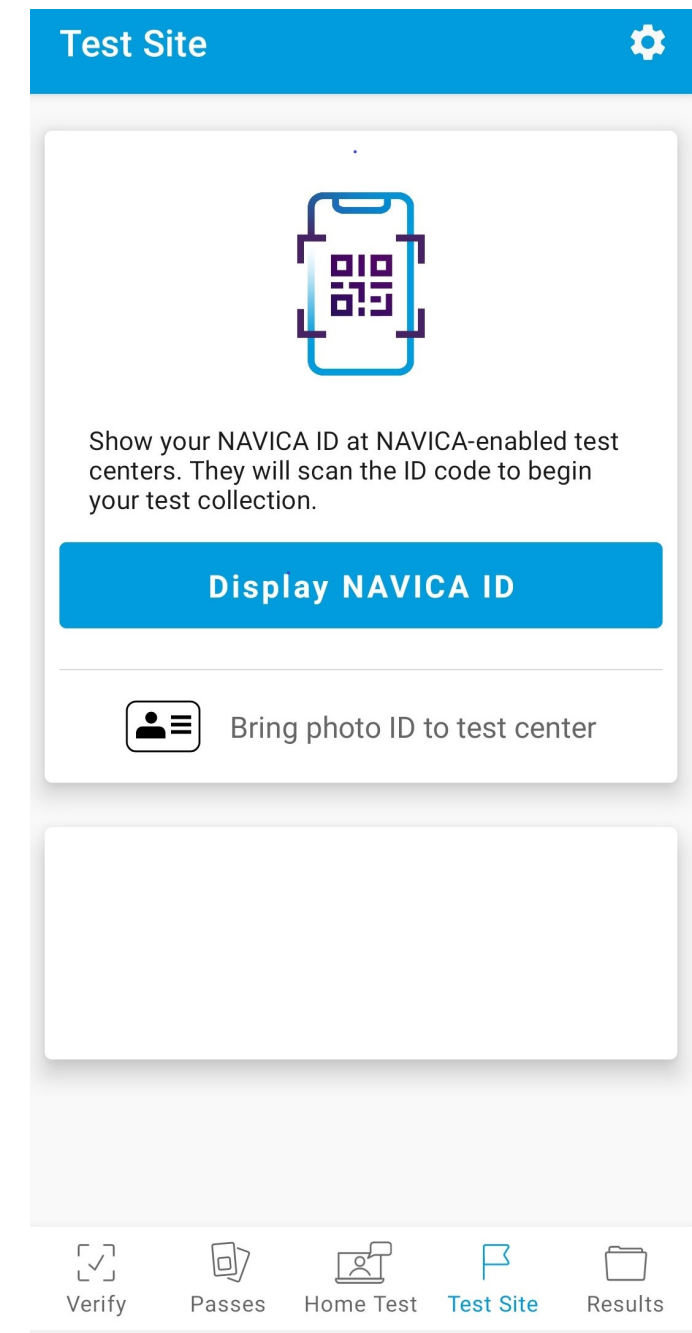 Test Site
Show your NAVICA ID at NAVICA-enabled test
centers. They will scan the ID code to begin
your test collection.
Display NAVICA ID
Bring photo ID to test center
Verify
Passes
Home Test
Test Site
Results